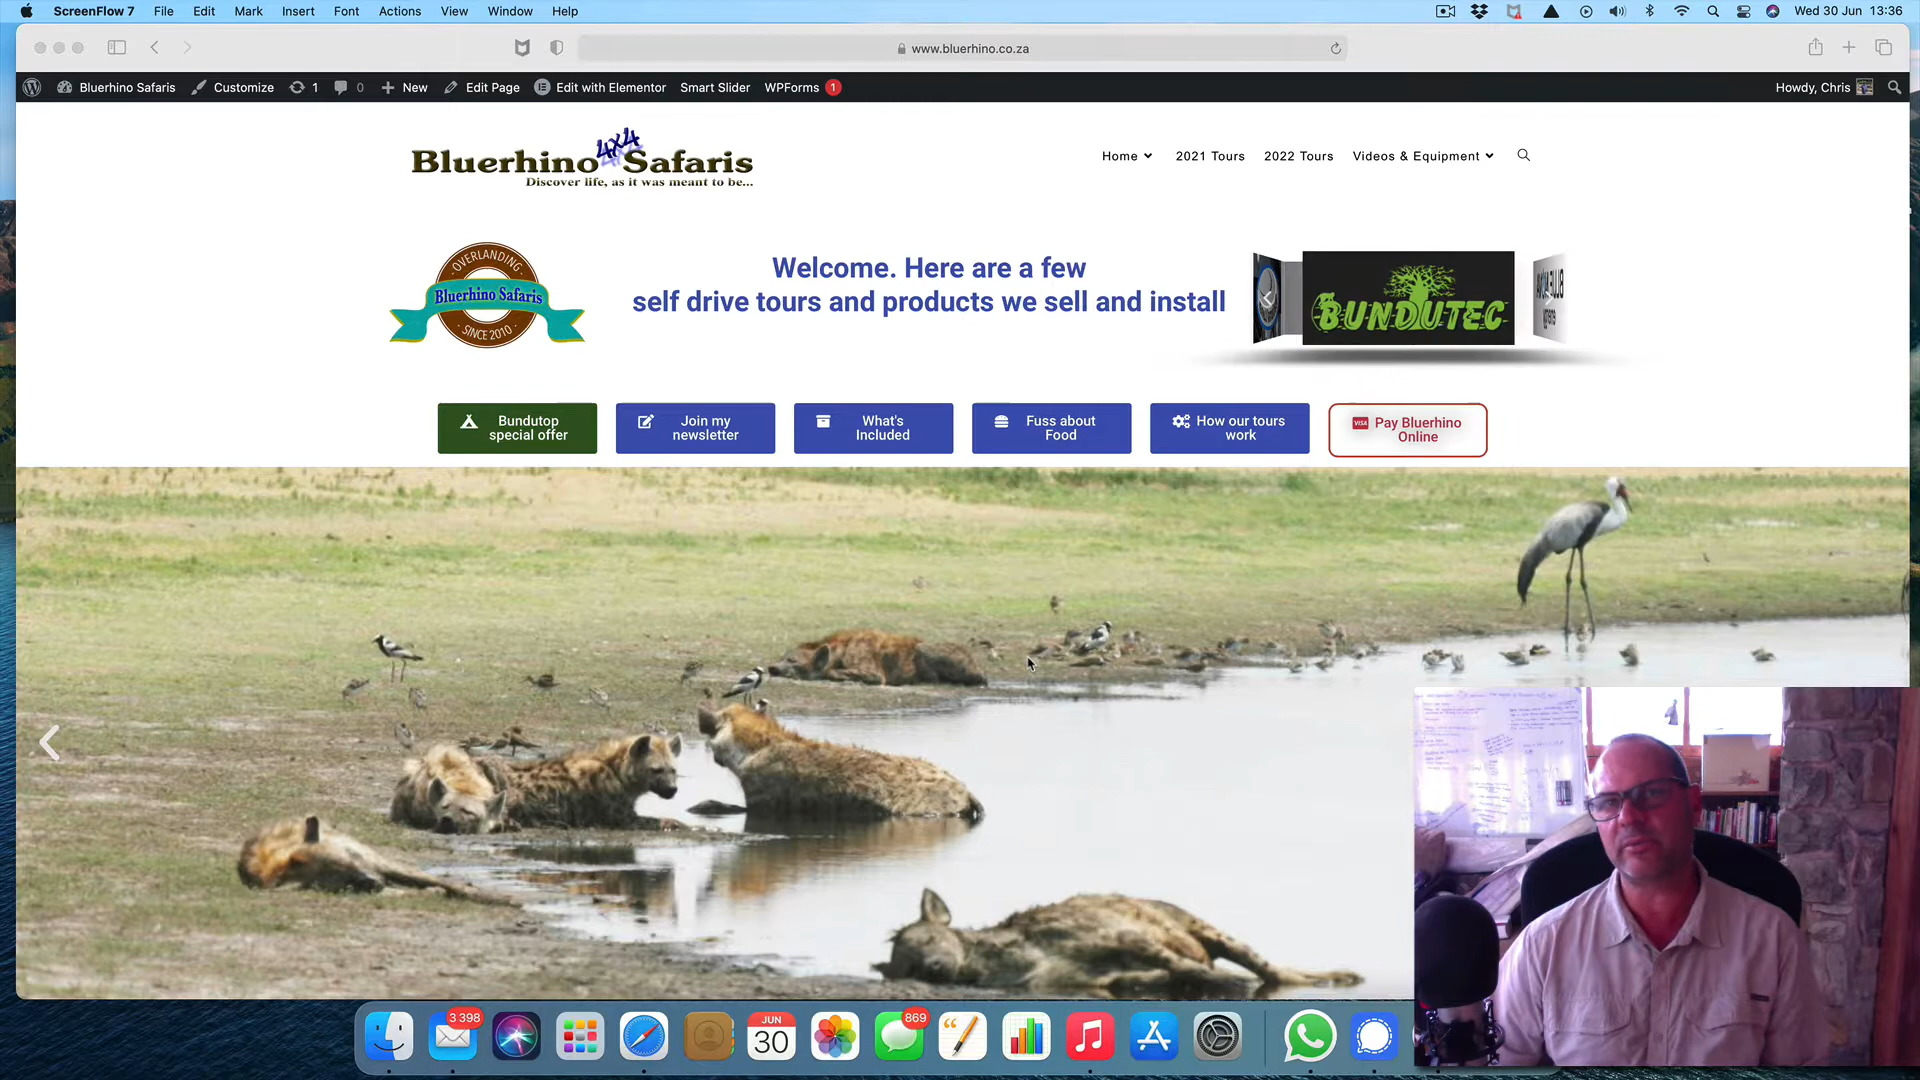 ScreenFlow 7 File Edit Mark Insert Font Actions View Window Help Wed 30 Jun 13:36
www.bluerhino.co.za
Bluerhino Safaris Customize 1 0 New Edit Page Edit with Elementor Smart Slider WPForms 1 Howdy, Chris
4x4
Bluerhino Safaris
Discover life, as it was meant to be...
Home 2021 Tours 2022 Tours Videos & Equipment
OVERLANDING
Bluerhino Safaris
SINCE 2010
Welcome. Here are a few
self drive tours and products we sell and install
BUNDUTEC
Bundutop
special offer
Join my
newsletter
What's
Included
Fuss about
Food
How our tours
work
VISA Pay Bluerhino
Online
3 398
JUN
30
869